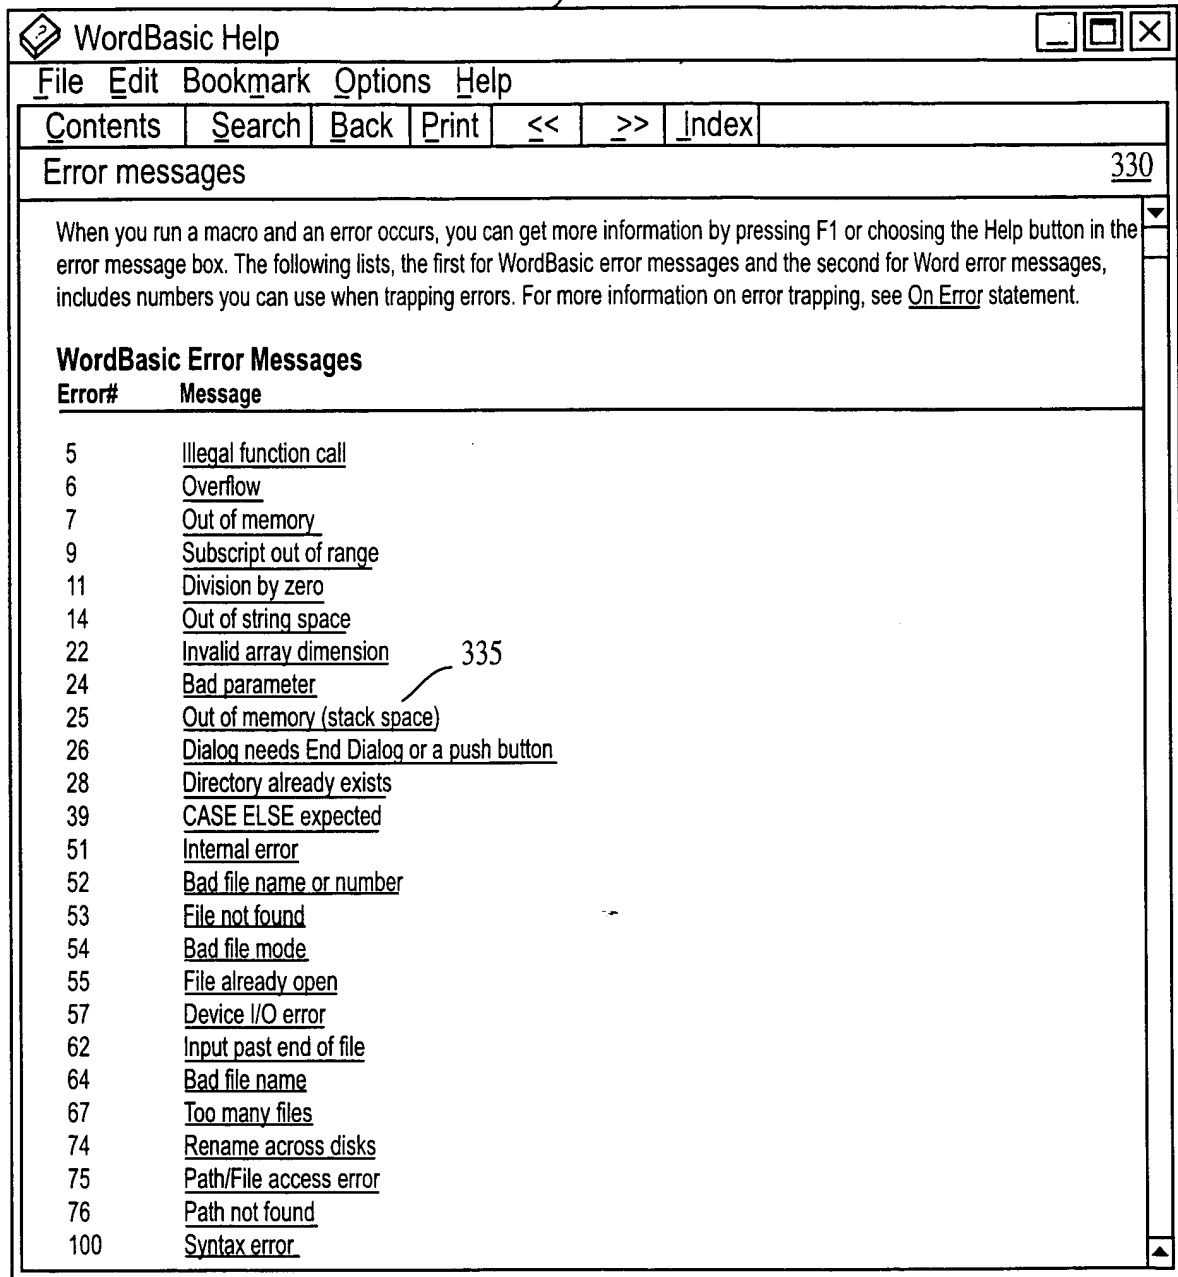 WordBasic Help
File Edit Bookmark Options Help
Contents Search Back Print << >> Index
Error messages 330
When you run a macro and an error occurs, you can get more information by pressing F1 or choosing the Help button in the
error message box. The following lists, the first for WordBasic error messages and the second for Word error messages,
includes numbers you can use when trapping errors. For more information on error trapping, see On Error statement.
WordBasic Error Messages
Error# Message
5 Illegal function call
6 Overflow
7 Out of memory
9 Subscript out of range
11 Division by zero
14 Out of string space
22 Invalid array dimension 335
24 Bad parameter
25 Out of memory (stack space)
26 Dialog needs End Dialog or a push button
28 Directory already exists
39 CASE ELSE expected
51 Internal error
52 Bad file name or number
53 File not found
54 Bad file mode
55 File already open
57 Device I/O error
62 Input past end of file
64 Bad file name
67 Too many files
74 Rename across disks
75 Path/File access error
76 Path not found
100 Syntax error